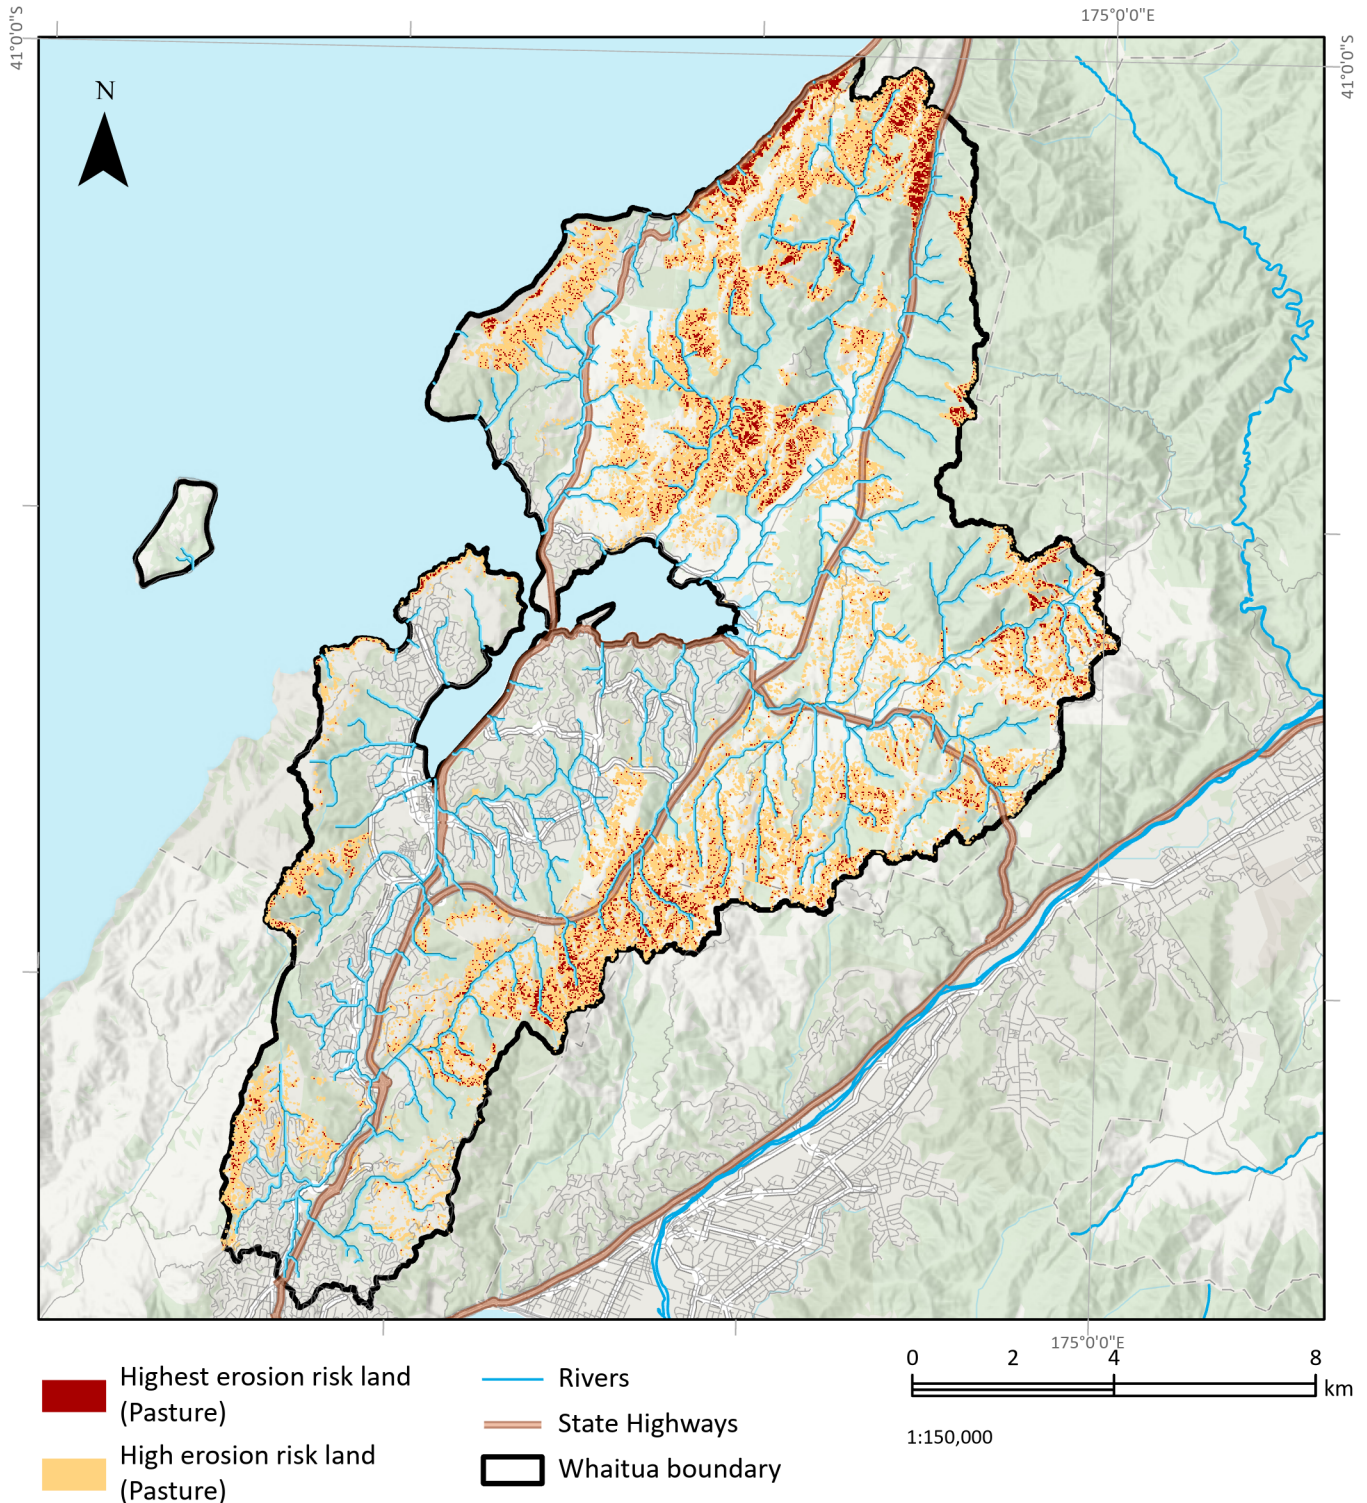 175°0'0"E
41°0'0"S
41°0'0"S
N
175°0'0"E
Highest erosion risk land
(Pasture)
High erosion risk land
(Pasture)
Rivers
State Highways
Whaitua boundary
0 2 4 8
km
1:150,000